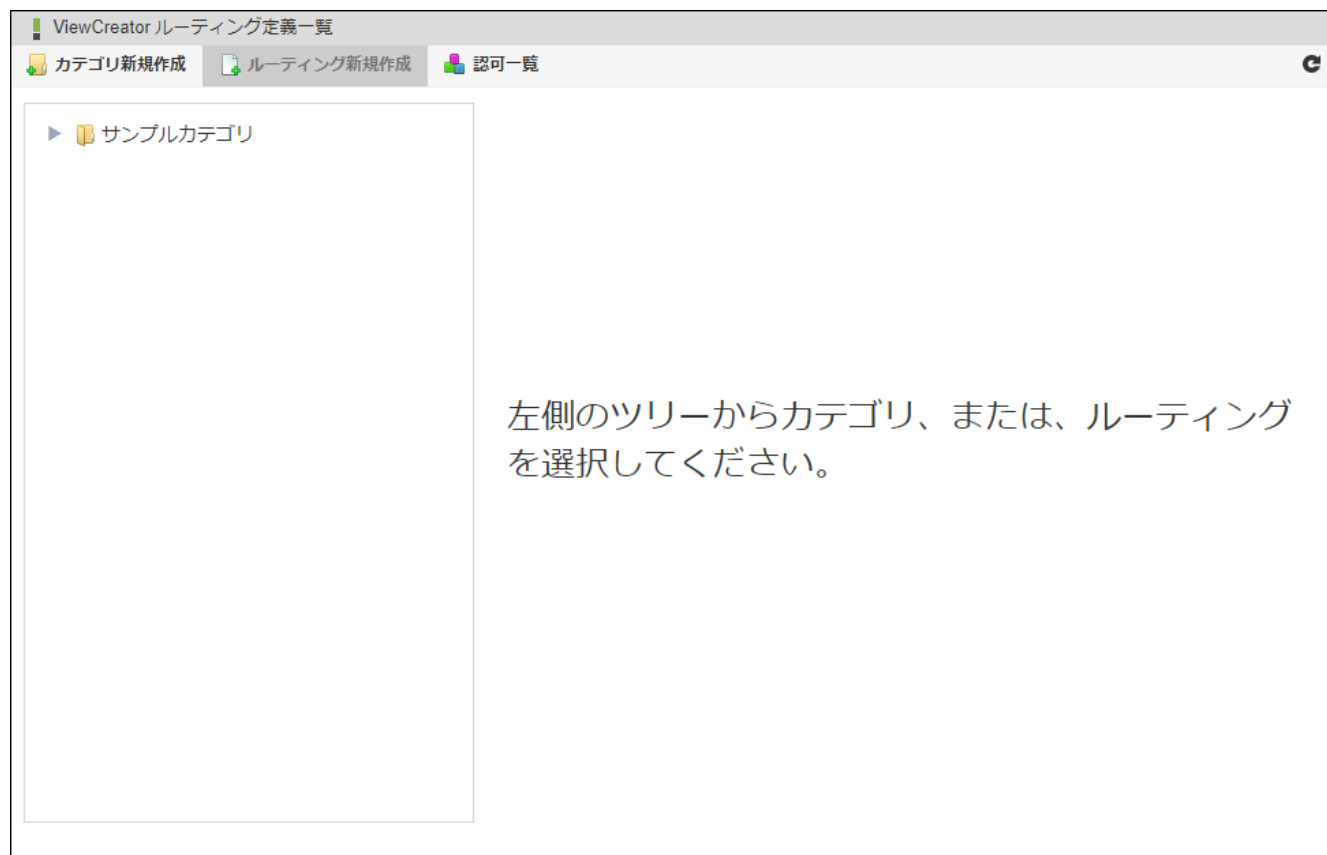 ViewCreator ルーティング定義一覧
カテゴリ新規作成 ルーティング新規作成 認可一覧
サンプルカテゴリ
左側のツリーからカテゴリ、または、ルーティング
を選択してください。